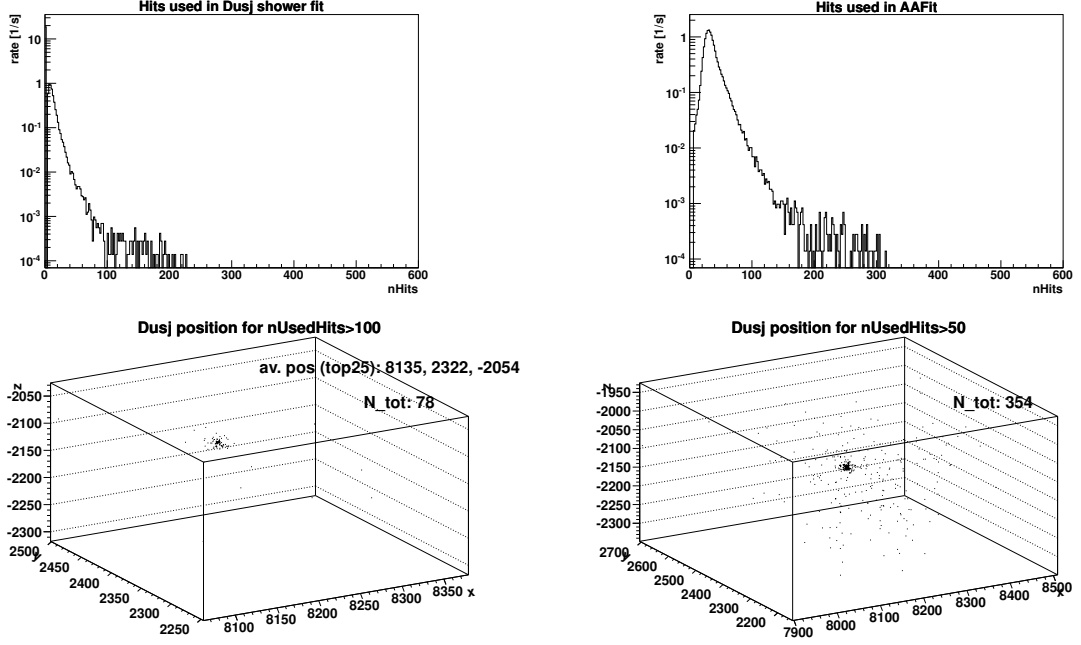 Hits used in Dusj shower fit
rate [1/s]
10
1
10-1
10-2
10-3
10-4
0 100 200 300 400 500 600
nHits
Hits used in AAFit
rate [1/s]
1
10-1
10-2
10-3
10-4
0 100 200 300 400 500 600
nHits
Dusj position for nUsedHits>100
av. pos (top25): 8135, 2322, -2054
N_tot: 78
z
-2050
-2100
-2150
-2200
-2250
-2300
2500
y
2450
2400
2350
2300
2250
8100 8150 8200 8250 8300 8350 x
Dusj position for nUsedHits>50
N_tot: 354
z
-1950
-2000
-2050
-2100
-2150
-2200
-2250
-2300
2700
y
2600
2500
2400
2300
2200
7900 8000 8100 8200 8300 8400 8500
x